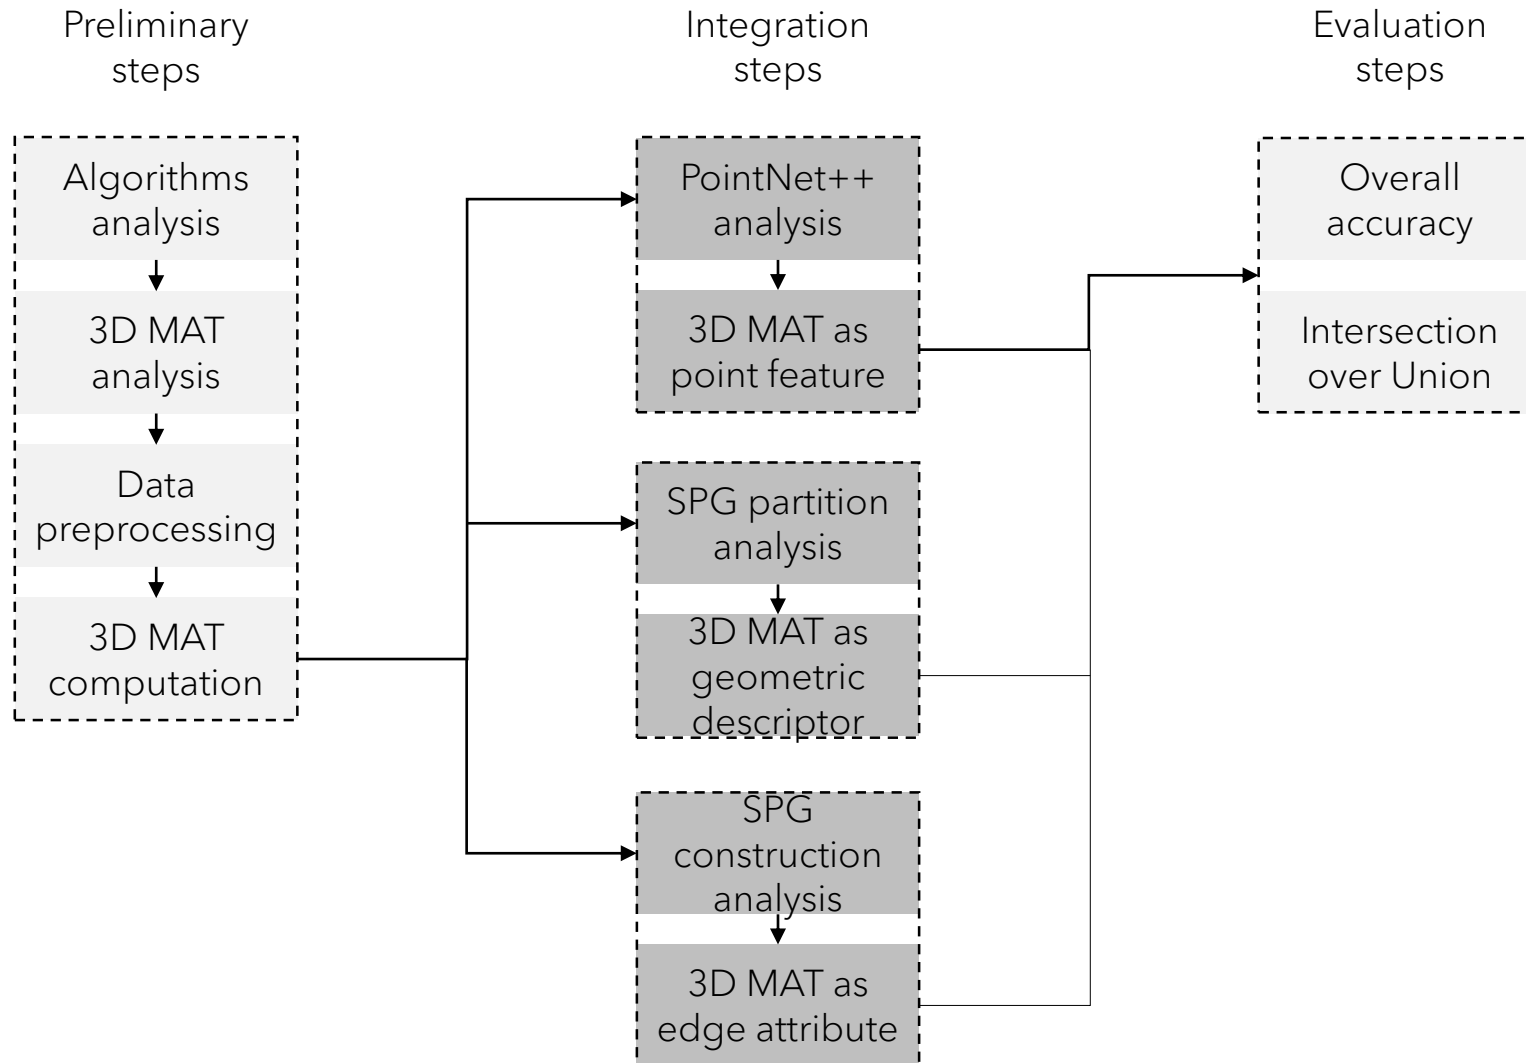 Preliminary
steps
Algorithms
analysis
3D MAT
analysis
Data
preprocessing
3D MAT
computation
Integration
steps
PointNet++
analysis
3D MAT as
point feature
SPG partition
analysis
3D MAT as
geometric
descriptor
SPG
construction
analysis
3D MAT as
edge attribute
Evaluation
steps
Overall
accuracy
Intersection
over Union